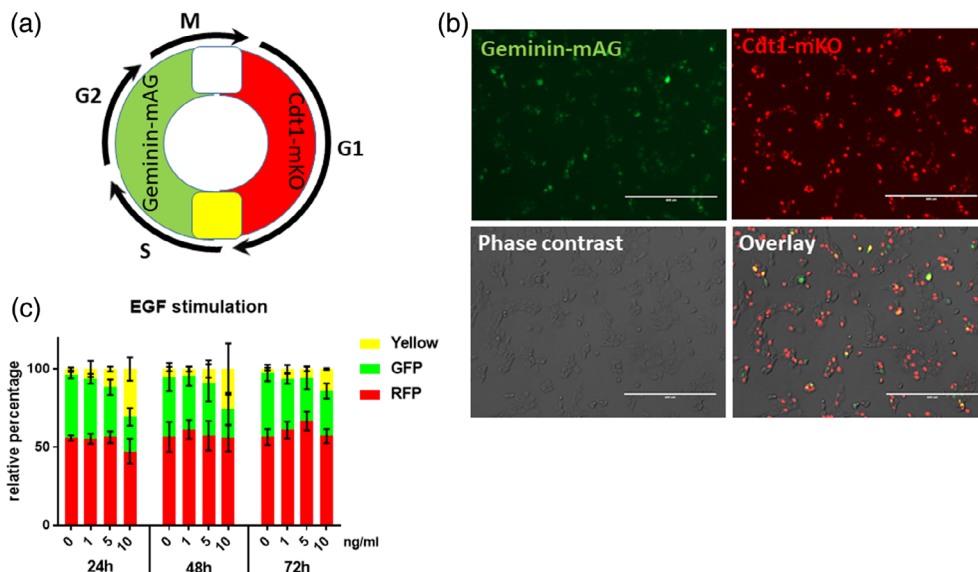 (a)
M
G2
G1
S
Geminin-mAG
Cdt1-mKO
(b)
Geminin-mAG
Cdt1-mKO
Phase contrast
Overlay
(c)
EGF stimulation
Yellow
GFP
RFP
relative percentage
100
50
0
0 1 5 10 0 1 5 10 0 1 5 10 ng/ml
24h 48h 72h